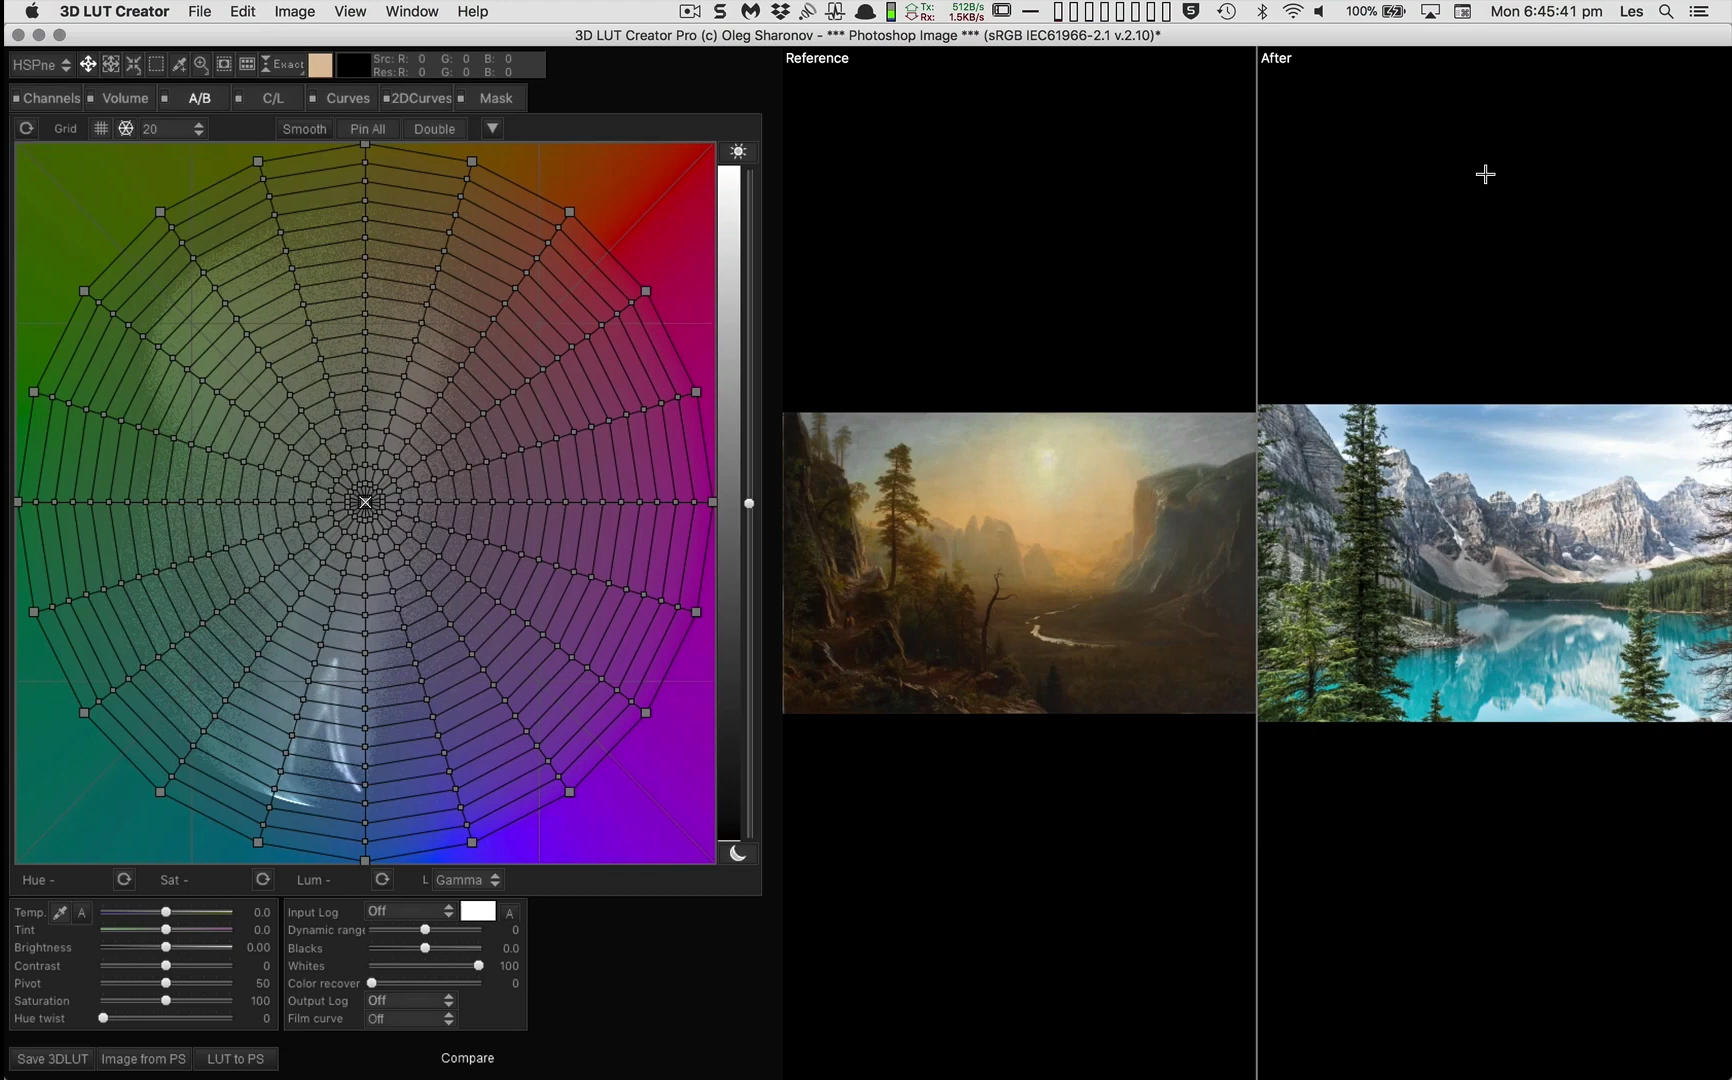 3D LUT Creator File Edit Image View Window Help Tx: 512B/s Rx: 1.5KB/s 100% Mon 6:45:41 pm Les
3D LUT Creator Pro (c) Oleg Sharonov - *** Photoshop Image *** (sRGB IEC61966-2.1 v.2.10)*
HSPne Exact Src: R: 0 G: 0 B: 0
Res: R: 0 G: 0 B: 0
Reference After
Channels Volume A/B C/L Curves 2DCurves Mask
Grid 20 Smooth Pin All Double
Hue - Sat - Lum - L Gamma
Temp. A 0.0 Input Log Off A
Tint 0.0 Dynamic range 0
Brightness 0.00 Blacks 0.0
Contrast 0 Whites 100
Pivot 50 Color recover 0
Saturation 100 Output Log Off
Hue twist 0 Film curve Off
Save 3DLUT Image from PS LUT to PS Compare